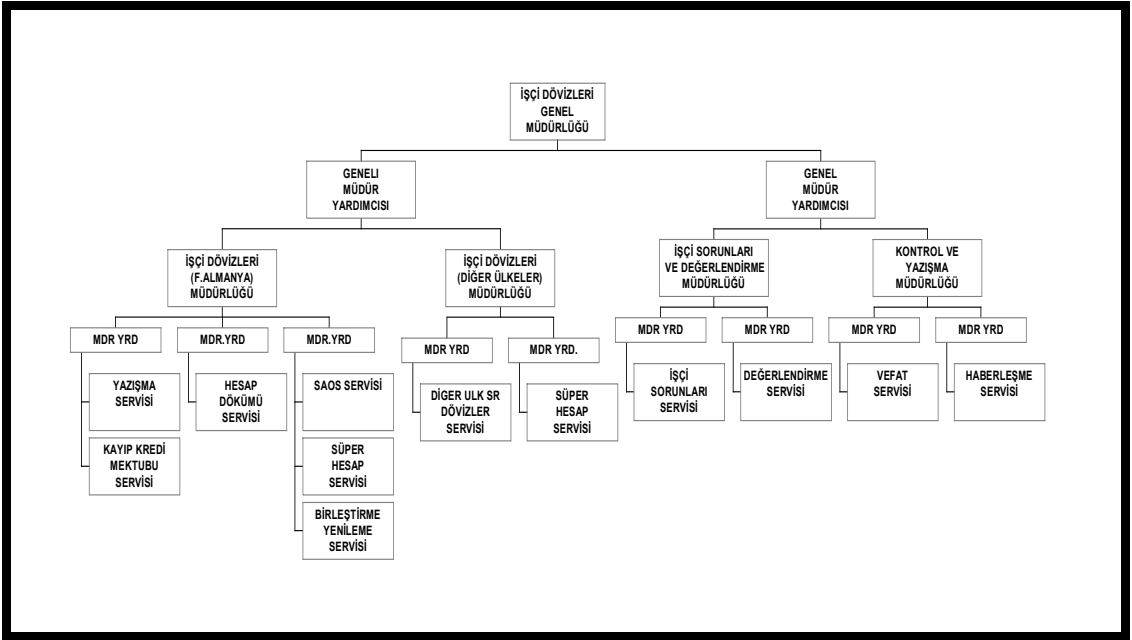 İŞÇİ DÖVİZLERİ
GENEL
MÜDÜRLÜĞÜ
GENELI
MÜDÜR
YARDIMCISI
GENEL
MÜDÜR
YARDIMCISI
İŞÇİ DÖVİZLERİ
(F.ALMANYA)
MÜDÜRLÜĞÜ
İŞÇİ DÖVİZLERİ
(DİĞER ÜLKELER)
MÜDÜRLÜĞÜ
İŞÇİ SORUNLARI
VE DEĞERLENDİRME
MÜDÜRLÜĞÜ
KONTROL VE
YAZIŞMA
MÜDÜRLÜĞÜ
MDR YRD
MDR.YRD
MDR.YRD
MDR YRD
MDR YRD.
MDR YRD
MDR YRD
MDR YRD
MDR YRD
YAZIŞMA
SERVİSİ
KAYIP KREDİ
MEKTUBU
SERVİSİ
HESAP
DÖKÜMÜ
SERVİSİ
SAOS SERVİSİ
SÜPER
HESAP
SERVİSİ
BİRLEŞTİRME
YENİLEME
SERVİSİ
DİGER ULK SR
DÖVİZLER
SERVİSİ
SÜPER
HESAP
SERVİSİ
İŞÇİ
SORUNLARI
SERVİSİ
DEĞERLENDİRME
SERVİSİ
VEFAT
SERVİSİ
HABERLEŞME
SERVİSİ